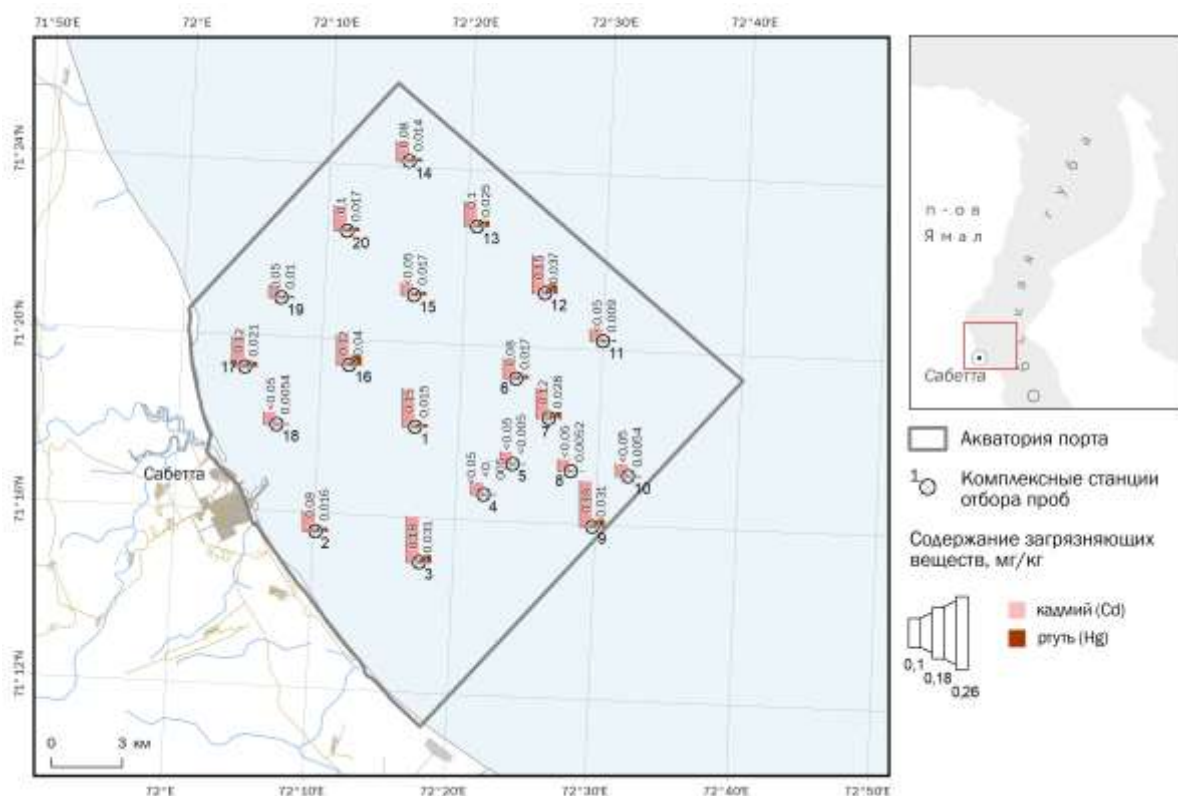 71°50'E
72°E
72°10'E
72°20'E
72°30'E
72°40'E
71°24'N
71°20'N
71°16'N
71°12'N
0.08
0.014
14
0.1
0.017
20
0.1
0.025
13
0.05
0.01
19
<0.05
0.017
15
0.15
0.037
12
<0.05
0.009
11
0.12
0.021
17
0.12
0.04
16
0.08
0.017
6
0.12
0.028
7
<0.05
0.0054
18
0.15
0.015
1
<0.05
<0.005
5
<0.05
0.0052
8
<0.05
0.0054
10
<0.05
4
0.031
9
0.08
0.016
2
0.18
0.031
3
Сабетта
0 3 км
72°E
72°10'E
72°20'E
72°30'E
72°40'E
72°50'E
п-ов
Ямал
губа
Сабетта
Акватория порта
1
Комплексные станции
отбора проб
Содержание загрязняющих
веществ, мг/кг
кадмий (Cd)
ртуть (Hg)
0,1
0,18
0,26